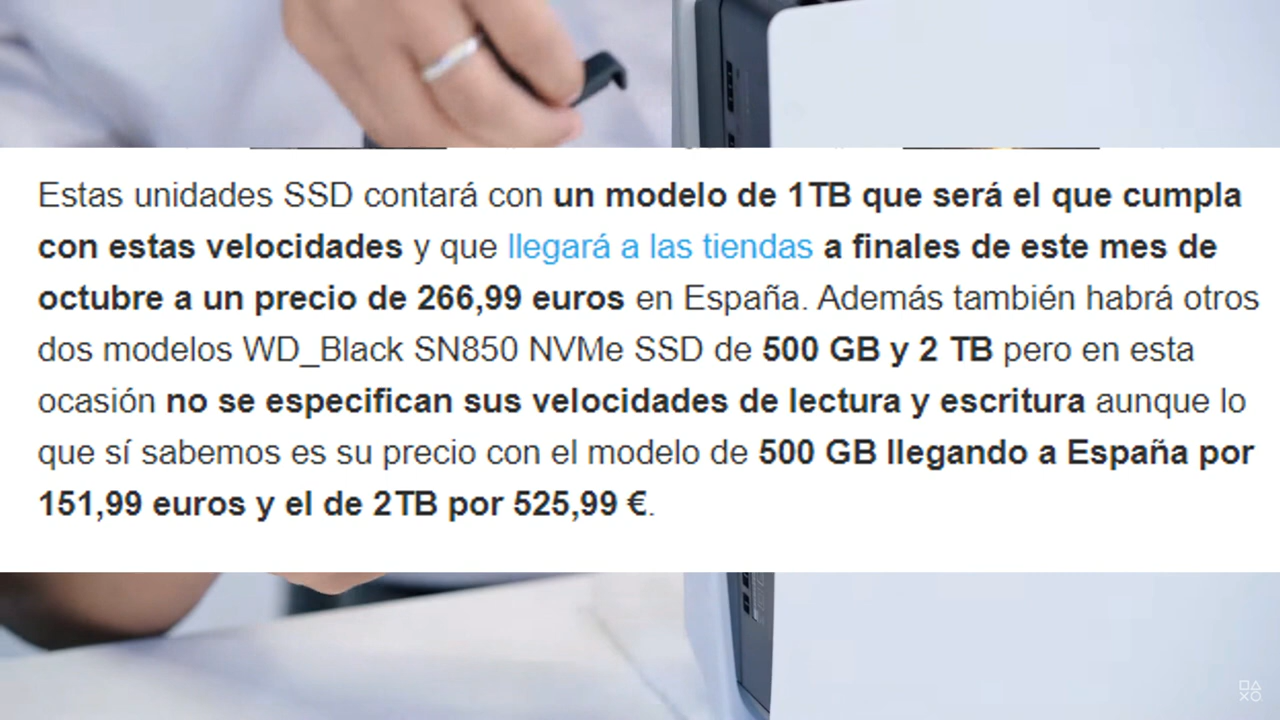 Estas unidades SSD contará con un modelo de 1TB que será el que cumpla
con estas velocidades y que llegará a las tiendas a finales de este mes de
octubre a un precio de 266,99 euros en España. Además también habrá otros
dos modelos WD_Black SN850 NVMe SSD de 500 GB y 2 TB pero en esta
ocasión no se especifican sus velocidades de lectura y escritura aunque lo
que sí sabemos es su precio con el modelo de 500 GB llegando a España por
151,99 euros y el de 2TB por 525,99 €.